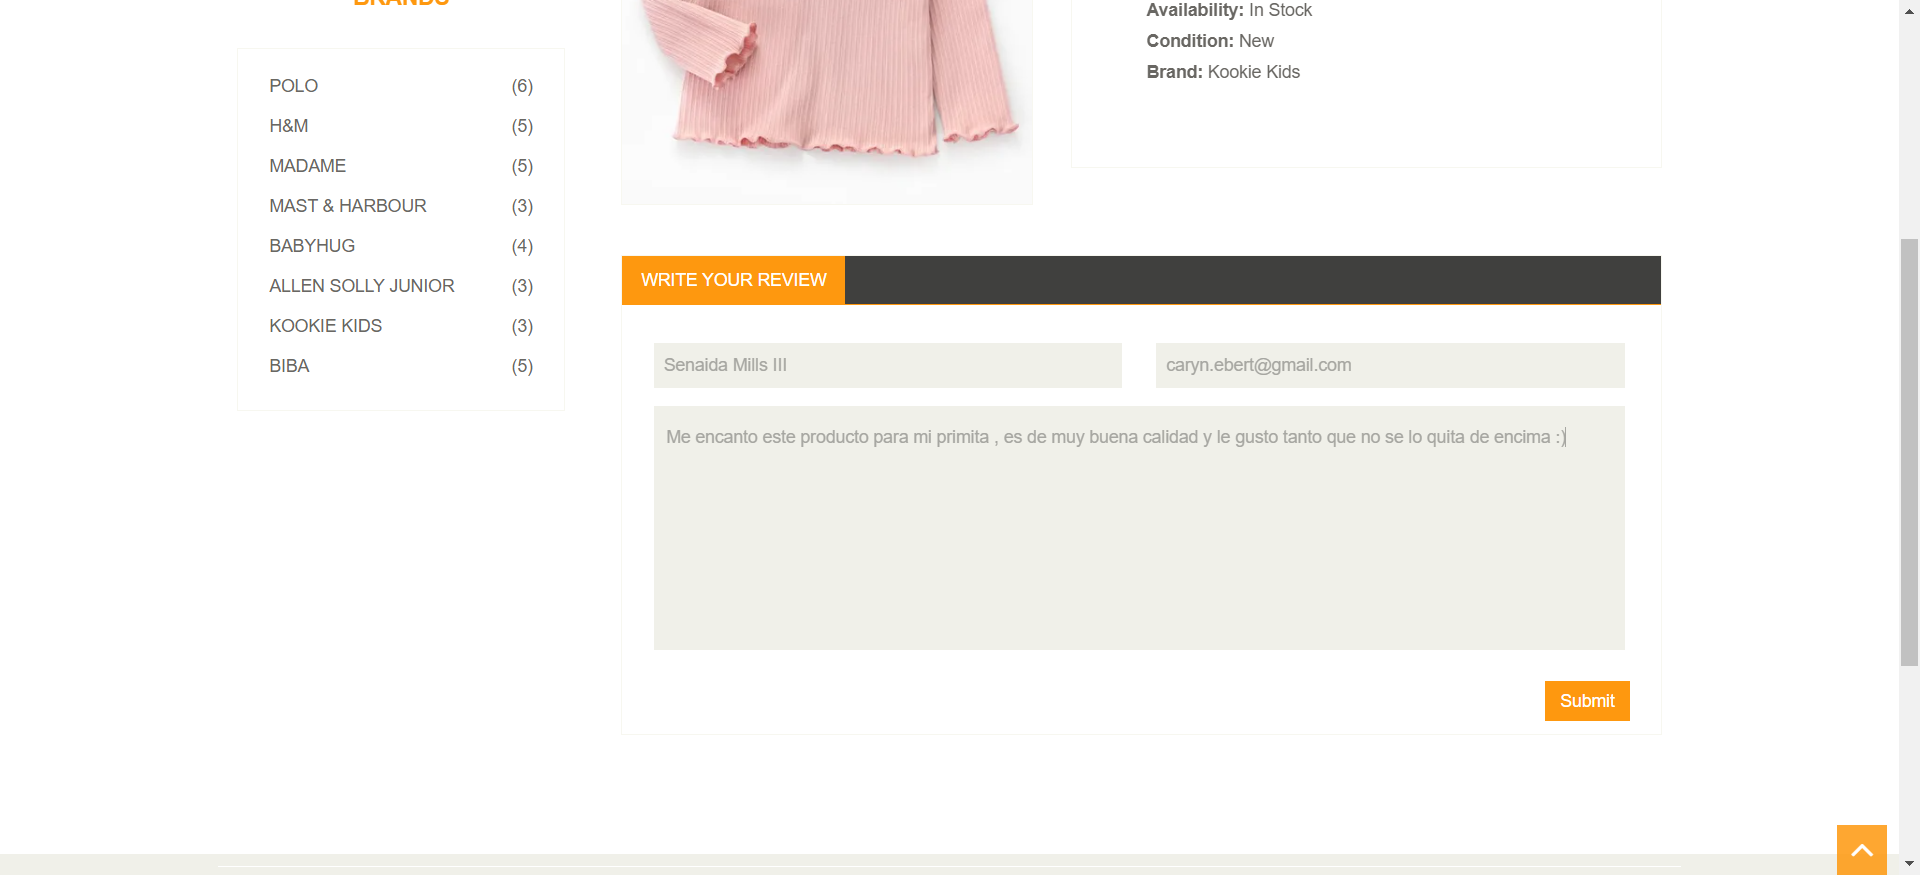 BRANDS
POLO (6)
H&M (5)
MADAME (5)
MAST & HARBOUR (3)
BABYHUG (4)
ALLEN SOLLY JUNIOR (3)
KOOKIE KIDS (3)
BIBA (5)
Availability: In Stock
Condition: New
Brand: Kookie Kids
WRITE YOUR REVIEW
Senaida Mills III
caryn.ebert@gmail.com
Me encanto este producto para mi primita , es de muy buena calidad y le gusto tanto que no se lo quita de encima :)
Submit